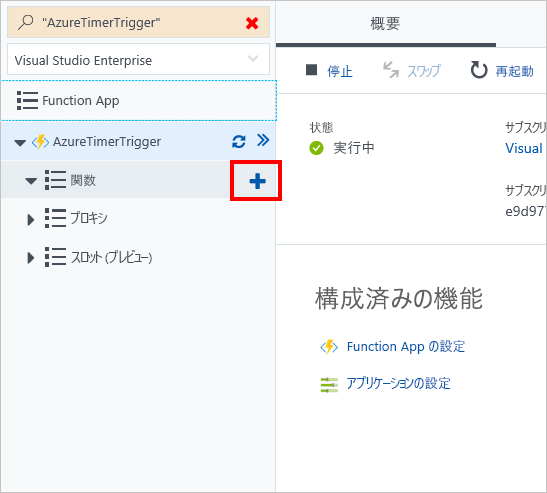 "AzureTimerTrigger"
Visual Studio Enterprise
Function App
AzureTimerTrigger
関数
プロキシ
スロット (プレビュー)
概要
停止
スワップ
再起動
状態
実行中
サブスクリ
Visual
サブスクリ
e9d97
構成済みの機能
Function App の設定
アプリケーションの設定